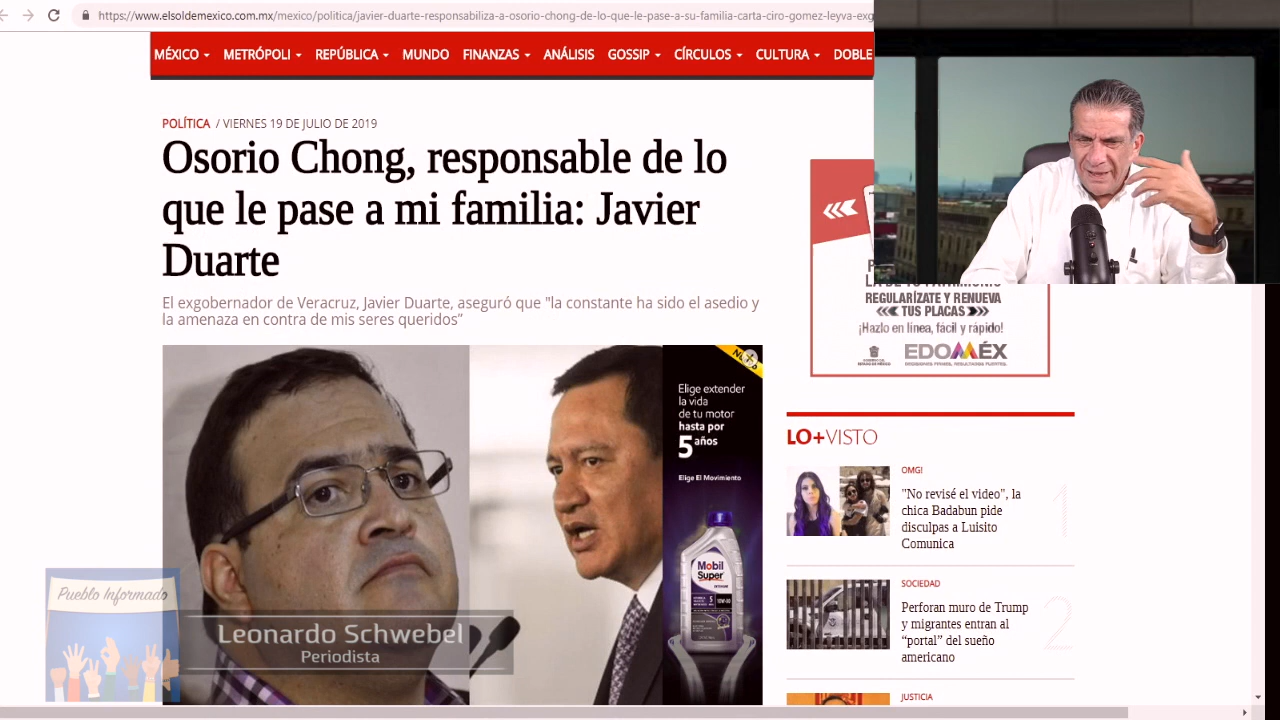 https://www.elsoldemexico.com.mx/mexico/politica/javier-duarte-responsabiliza-a-osorio-chong-de-lo-que-le-pase-a-su-familia-carta-ciro-gomez-leyva-exg
MÉXICO METRÓPOLI REPÚBLICA MUNDO FINANZAS ANÁLISIS GOSSIP CÍRCULOS CULTURA DOBLE
POLÍTICA / VIERNES 19 DE JULIO DE 2019
Osorio Chong, responsable de lo
que le pase a mi familia: Javier
Duarte
El exgobernador de Veracruz, Javier Duarte, aseguró que "la constante ha sido el asedio y
la amenaza en contra de mis seres queridos”
Elige extender
la vida
de tu motor
hasta por
5 años
Elige El Movimiento
Mobil
Super
Pueblo Informado
Leonardo Schwebel
Periodista
REGULARÍZATE Y RENUEVA
TUS PLACAS
¡Hazlo en línea, fácil y rápido!
EDOMÉX
LO+VISTO
OMG!
"No revisé el video", la
chica Badabun pide
disculpas a Luisito
Comunica
1
SOCIEDAD
Perforan muro de Trump
y migrantes entran al
“portal” del sueño
americano
2
JUSTICIA